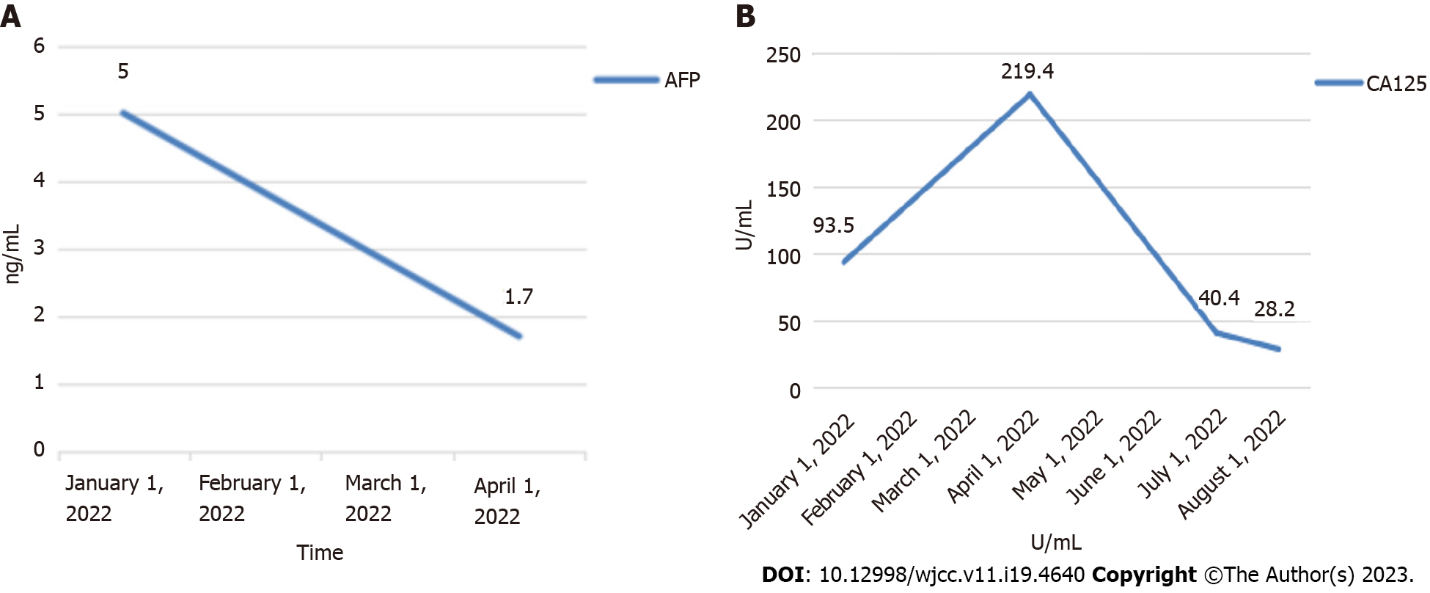 A
6
5
4
3
2
1
0
ng/mL
5
1.7
AFP
January 1,
2022
February 1,
2022
March 1,
2022
April 1,
2022
Time
B
250
200
150
100
50
0
U/mL
93.5
219.4
40.4
28.2
CA125
January 1, 2022
February 1, 2022
March 1, 2022
April 1, 2022
May 1, 2022
June 1, 2022
July 1, 2022
August 1, 2022
U/mL
DOI: 10.12998/wjcc.v11.i19.4640 Copyright ©The Author(s) 2023.